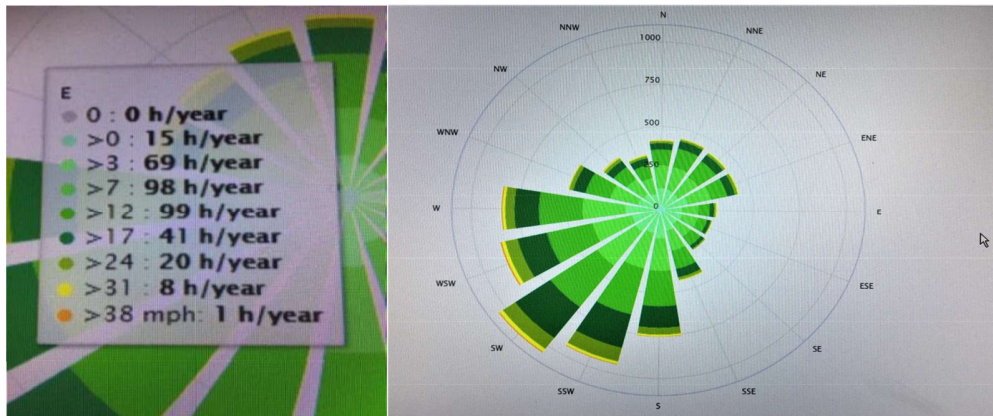 E
0 : 0 h/year
>0 : 15 h/year
>3 : 69 h/year
>7 : 98 h/year
>12 : 99 h/year
>17 : 41 h/year
>24 : 20 h/year
>31 : 8 h/year
>38 mph: 1 h/year
N
NNW
NNE
1000
NW
NE
750
WNW
500
ENE
250
W
0
E
WSW
ESE
SW
SE
SSW
SSE
S